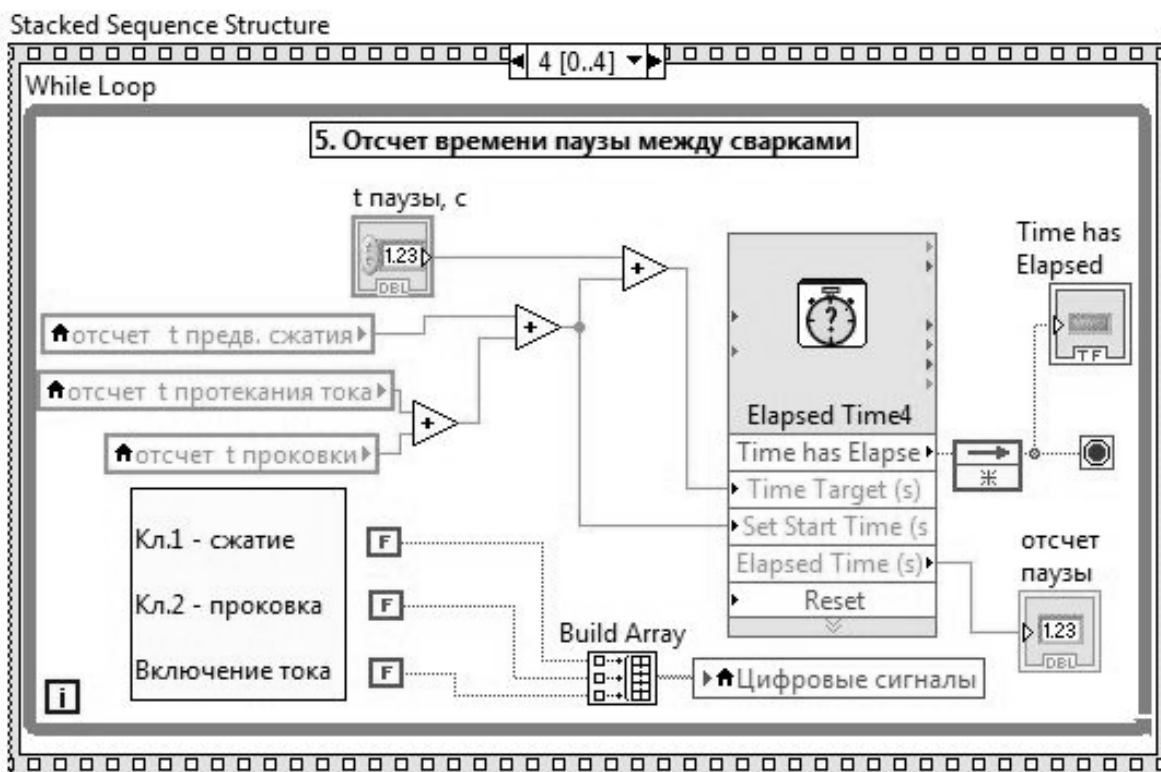 Stacked Sequence Structure
4 [0..4]
While Loop
5. Отсчет времени паузы между сварками
t паузы, с
1.23
DBL
Time has
Elapsed
TF
отсчет t предв. сжатия
отсчет t протекания тока
отсчет t проковки
Elapsed Time4
Time has Elapse
Time Target (s)
Set Start Time (s
Elapsed Time (s)
Reset
Кл.1 - сжатие
F
Кл.2 - проковка
F
Включение тока
F
Build Array
Цифровые сигналы
отсчет
паузы
1.23
DBL
i